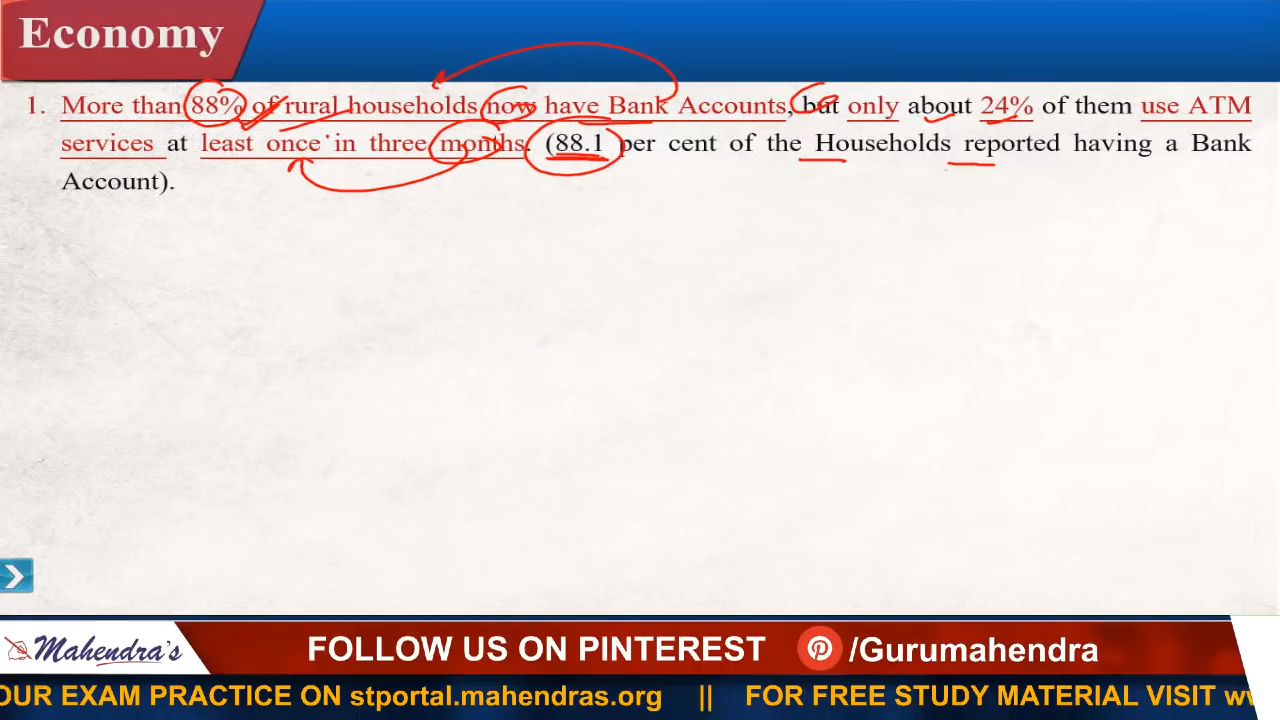 Economy
1. More than 88% of rural households now have Bank Accounts, but only about 24% of them use ATM
services at least once in three months. (88.1 per cent of the Households reported having a Bank
Account).
Mahendra's
FOLLOW US ON PINTEREST /Gurumahendra
OUR EXAM PRACTICE ON stportal.mahendras.org || FOR FREE STUDY MATERIAL VISIT